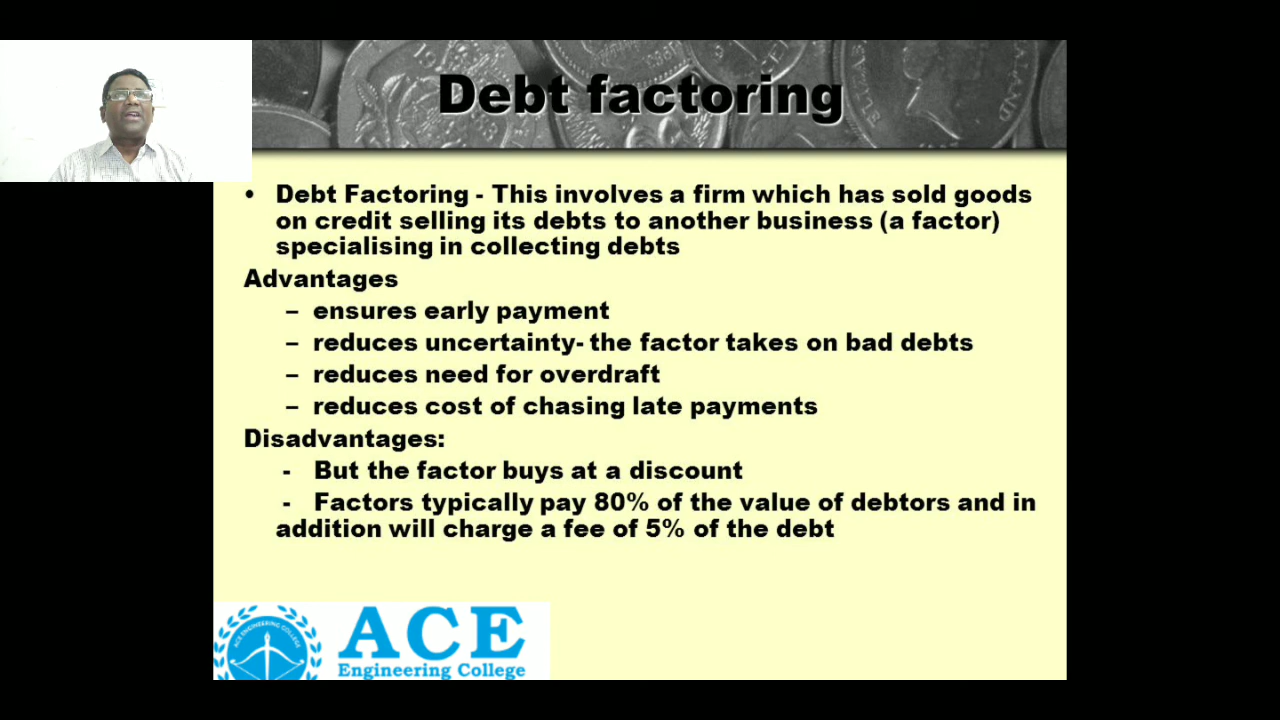 Debt factoring
• Debt Factoring - This involves a firm which has sold goods
on credit selling its debts to another business (a factor)
specialising in collecting debts
Advantages
– ensures early payment
– reduces uncertainty- the factor takes on bad debts
– reduces need for overdraft
– reduces cost of chasing late payments
Disadvantages:
- But the factor buys at a discount
- Factors typically pay 80% of the value of debtors and in
addition will charge a fee of 5% of the debt
ACE ENGINEERING COLLEGE
ACE
Engineering College